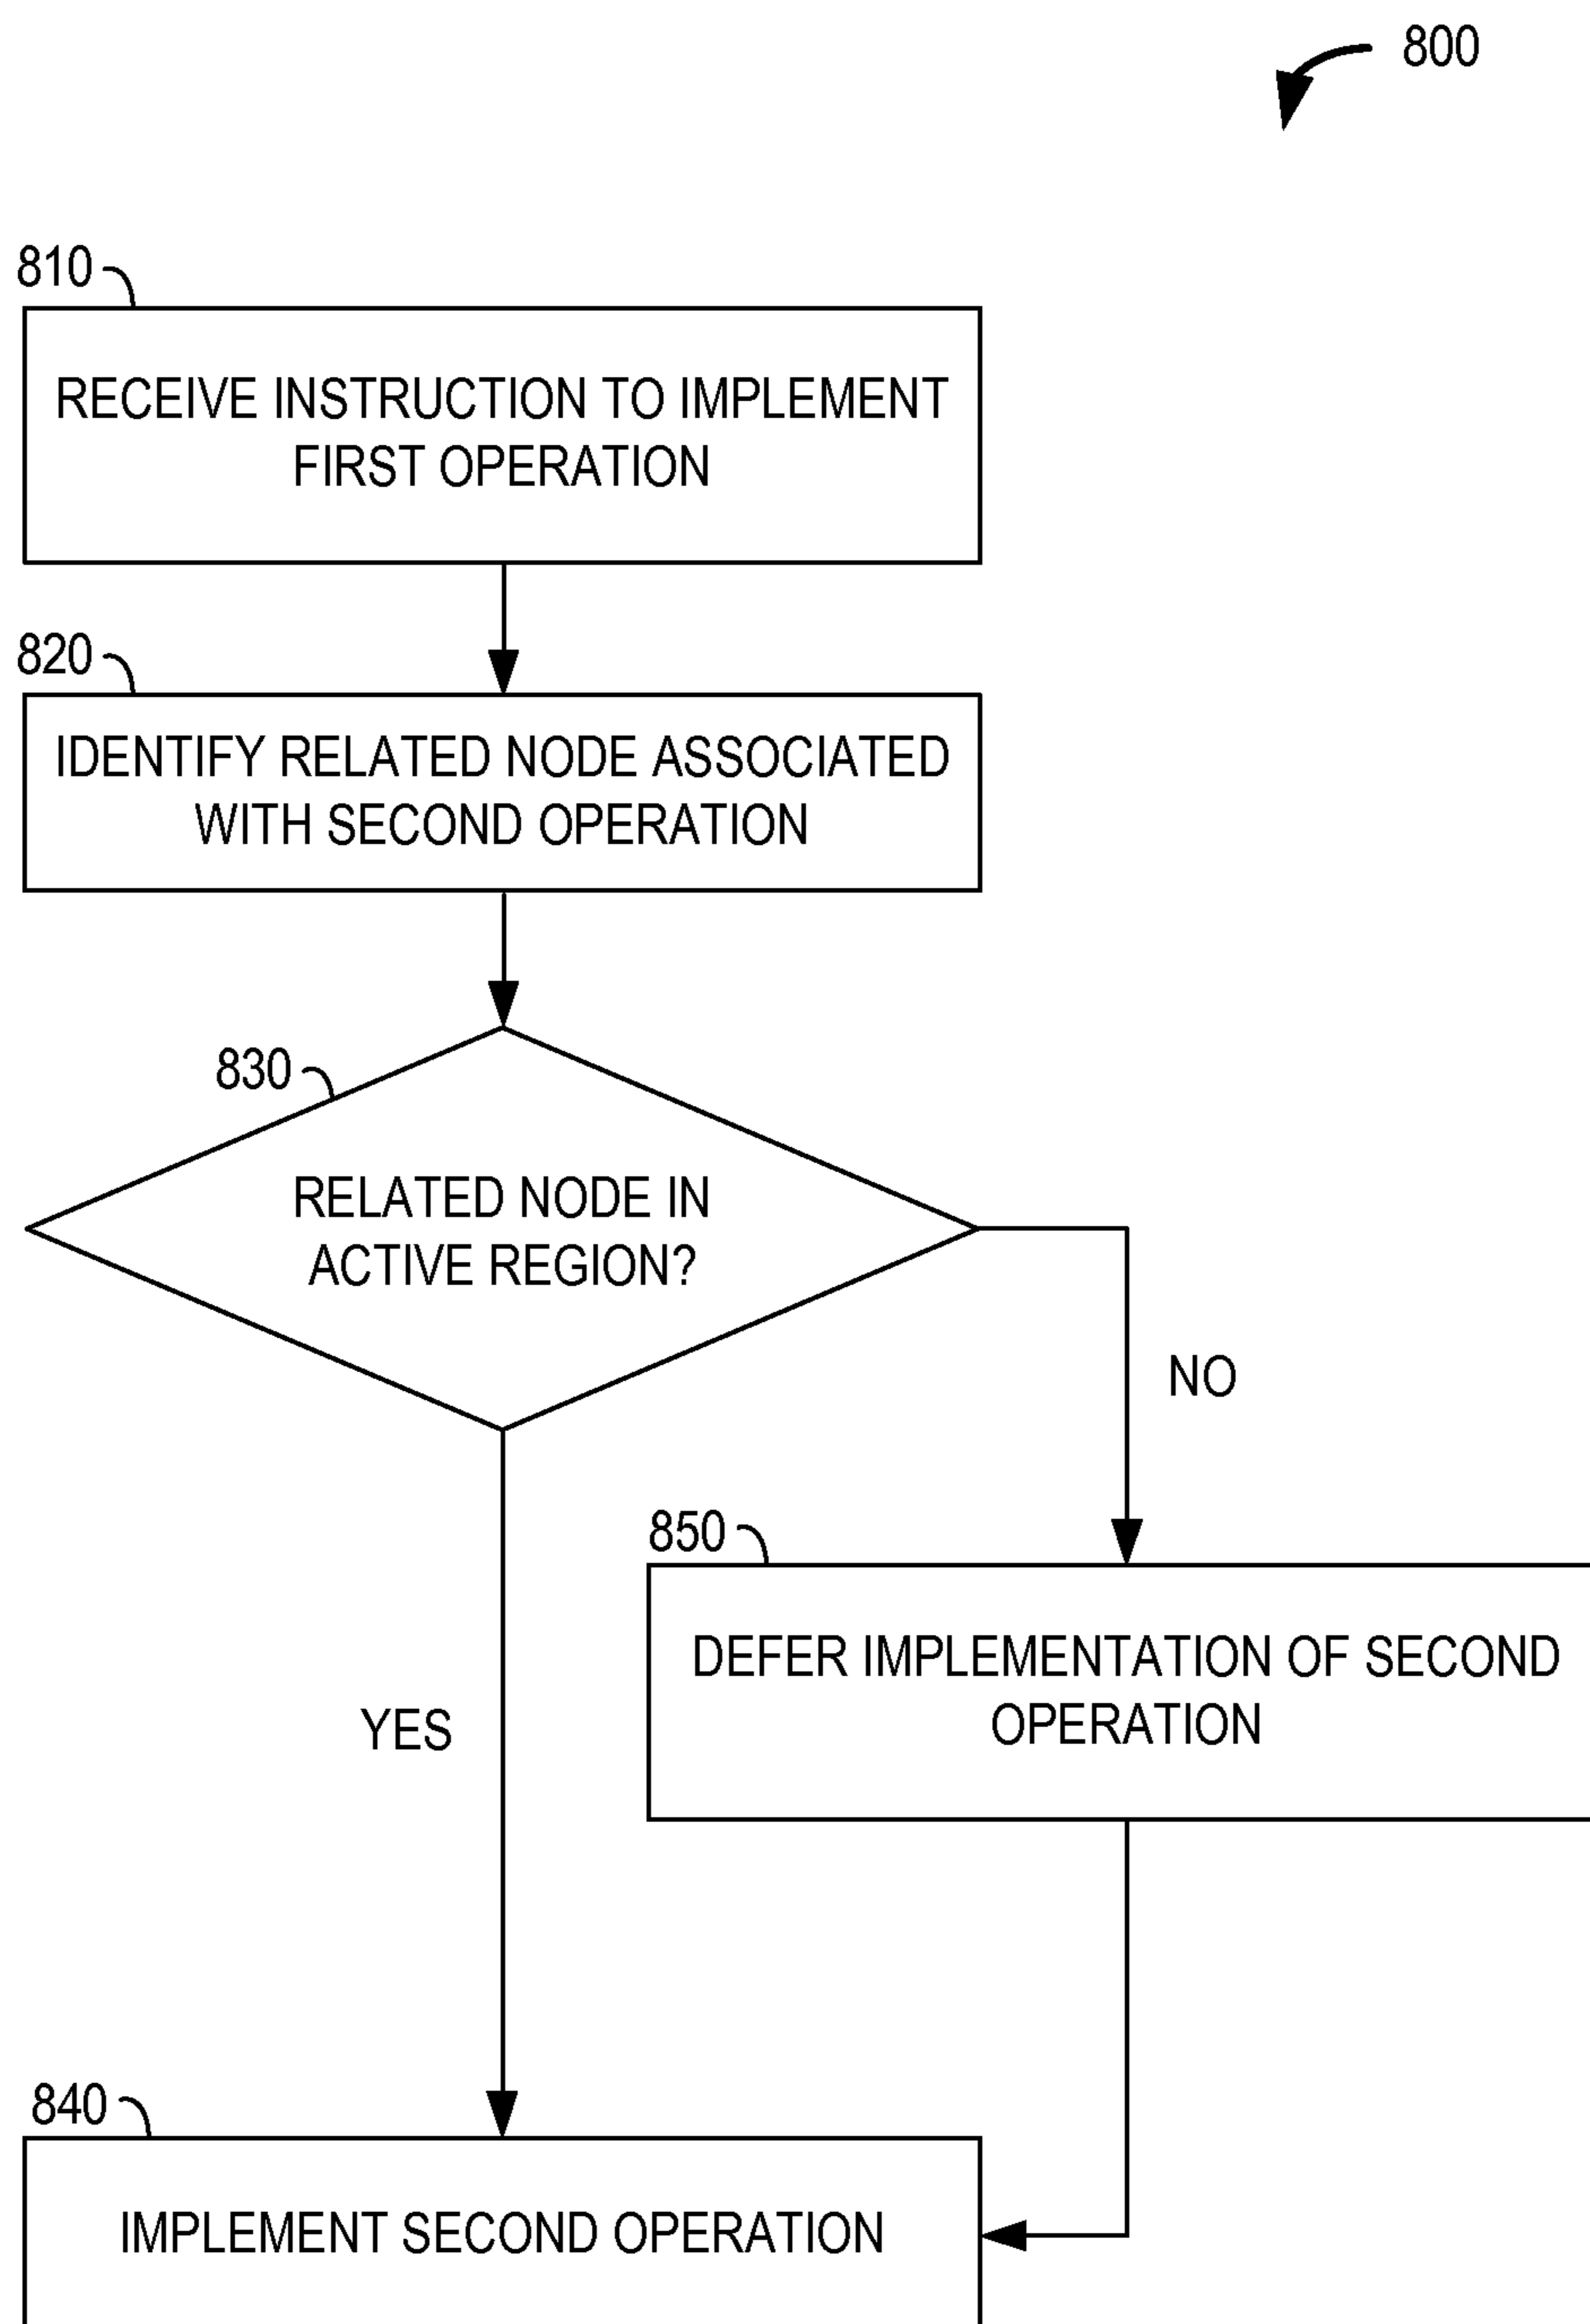 800
810
RECEIVE INSTRUCTION TO IMPLEMENT
FIRST OPERATION
820
IDENTIFY RELATED NODE ASSOCIATED
WITH SECOND OPERATION
830
RELATED NODE IN
ACTIVE REGION?
NO
850
DEFER IMPLEMENTATION OF SECOND
OPERATION
YES
840
IMPLEMENT SECOND OPERATION